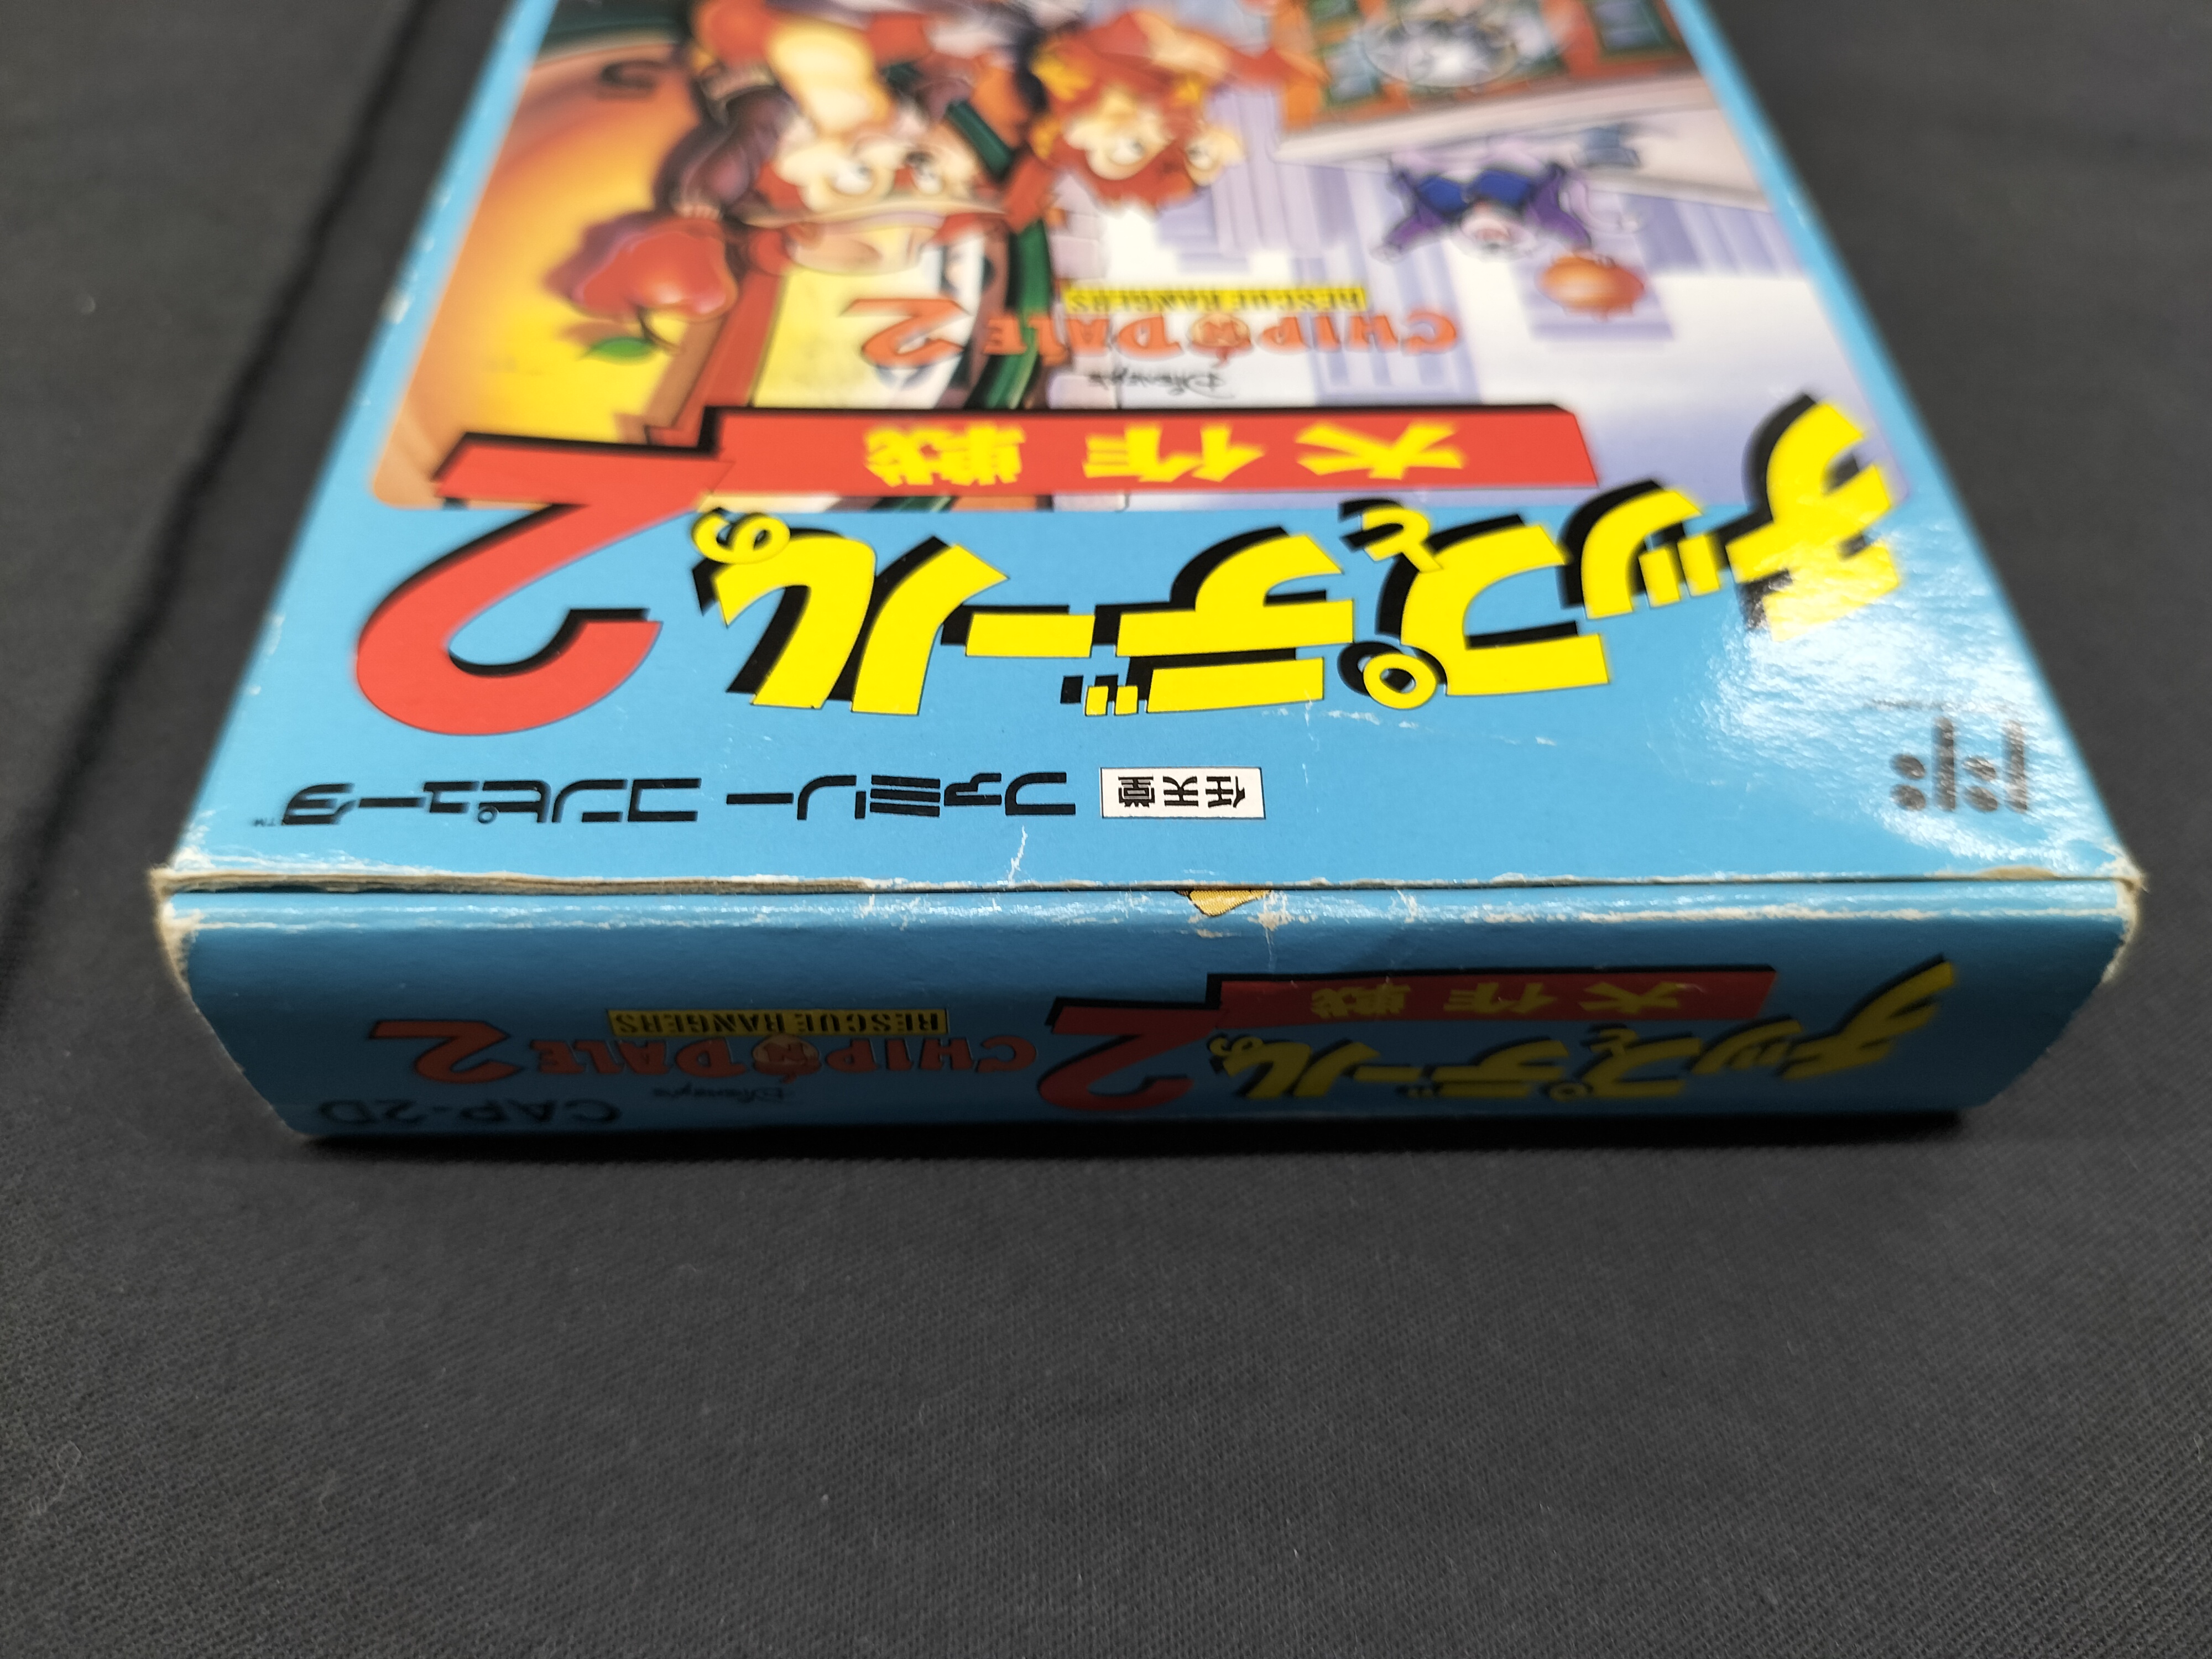 任天堂 ファミリー コンピュータ™
チップとデールの
大作戦 2
Disney's
CHIP 'N DALE 2
RESCUE RANGERS
CAP-2D
Disney's
CHIP 'N DALE 2
RESCUE RANGERS
チップとデールの
大作戦 2